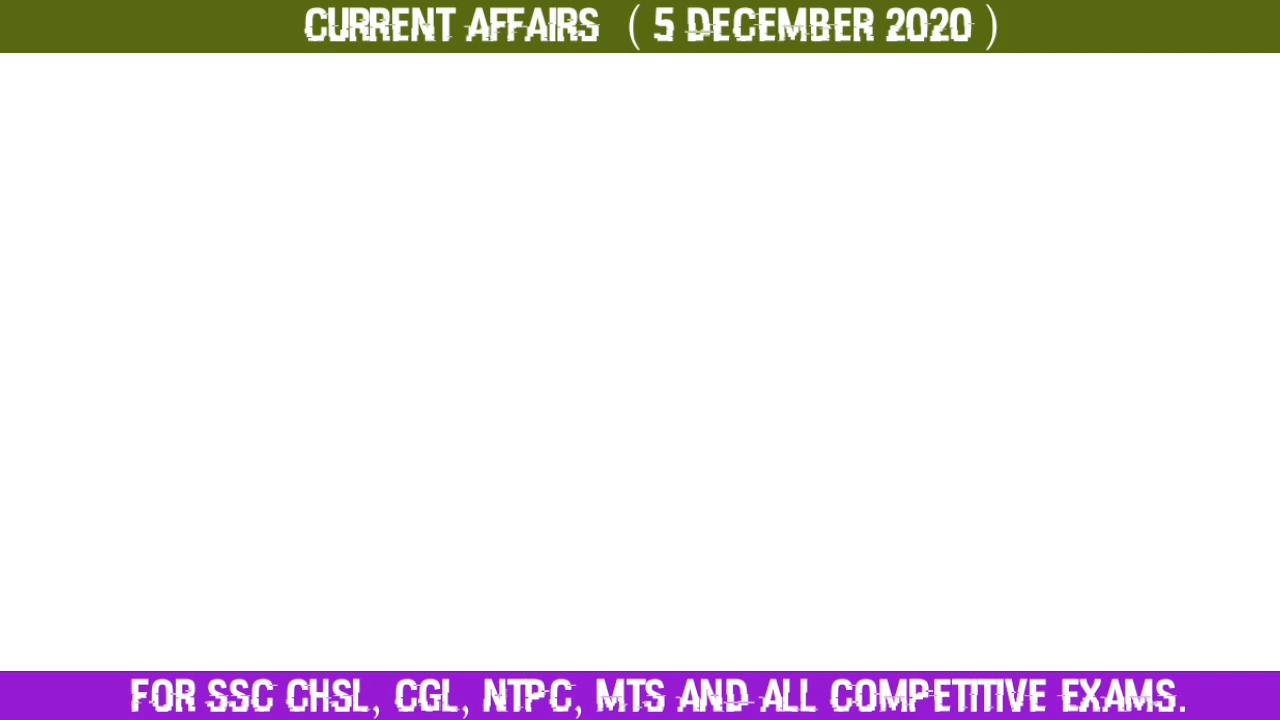 CURRENT AFFAIRS ( 5 DECEMBER 2020 )
FOR SSC CHSL, CGL, NTPC, MTS AND ALL COMPETITIVE EXAMS.